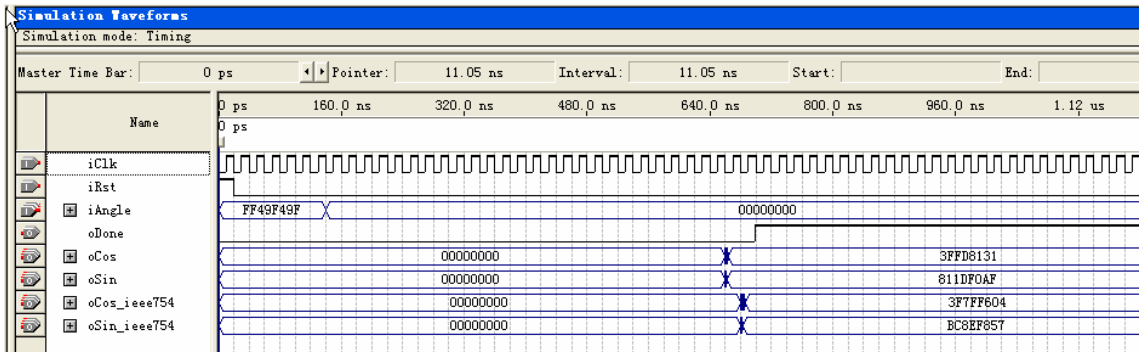 Simulation Waveforms
Simulation mode: Timing
Master Time Bar: 0 ps Pointer: 11.05 ns Interval: 11.05 ns Start: End:
Name
0 ps 160.0 ns 320.0 ns 480.0 ns 640.0 ns 800.0 ns 960.0 ns 1.12 us
0 ps
iClk
iRst
iAngle FF49F49F 00000000
oDone
oCos 00000000 3FFD8131
oSin 00000000 811DF0AF
oCos_ieee754 00000000 3F7FF604
oSin_ieee754 00000000 BC8EF857